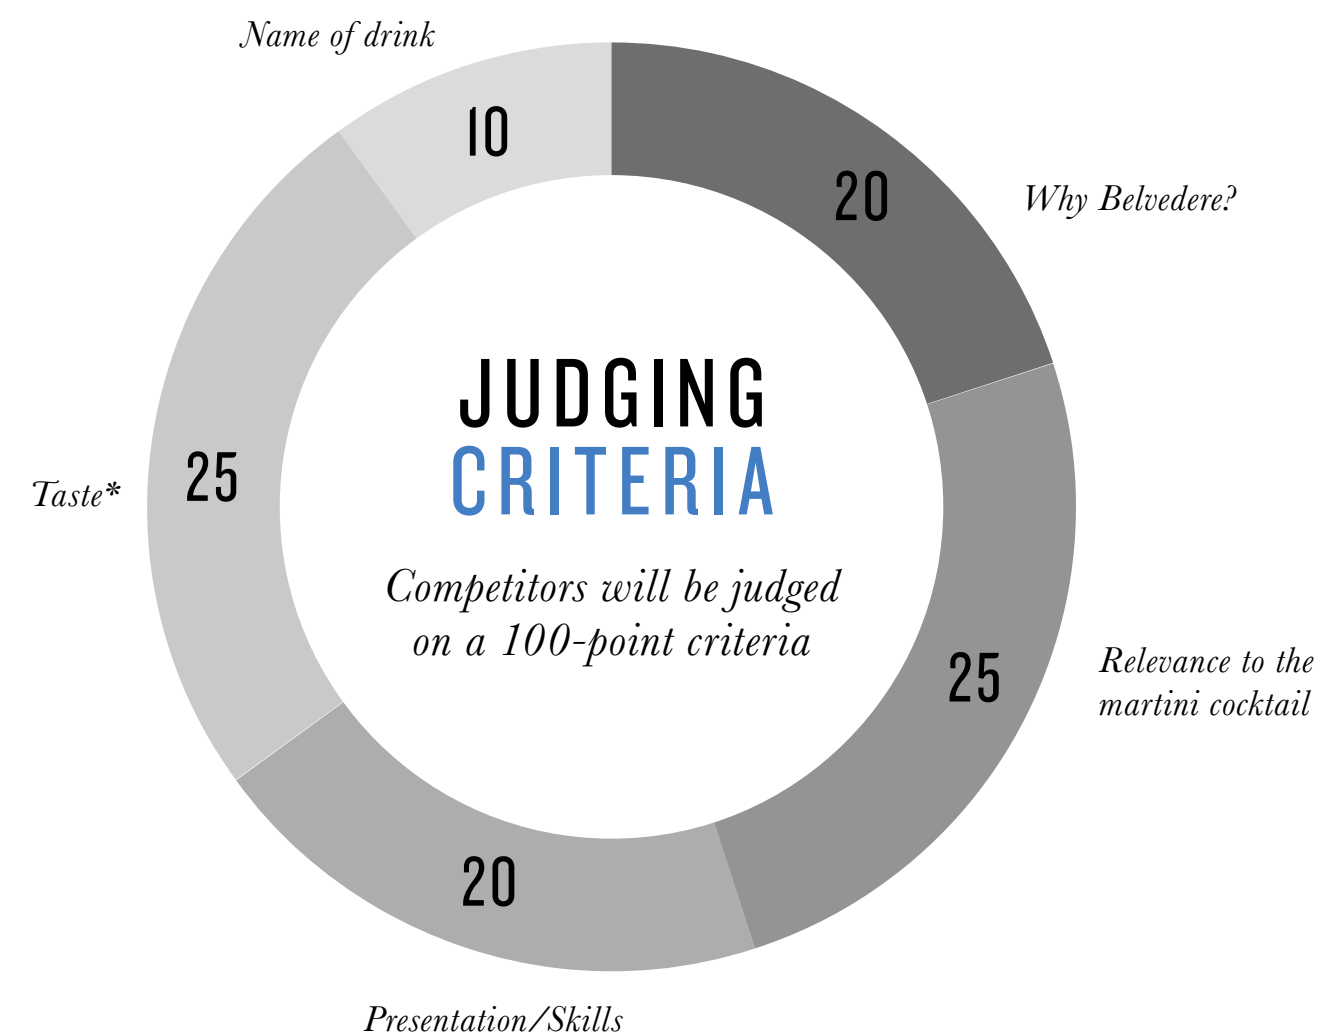 Name of drink
10
20
Why Belvedere?
JUDGING
CRITERIA
Taste*
25
Competitors will be judged
on a 100-point criteria
25
Relevance to the
martini cocktail
20
Presentation/Skills